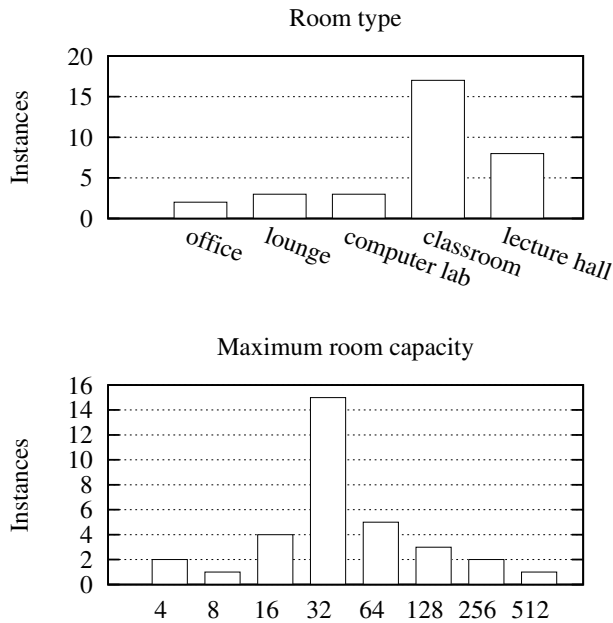 Room type
Instances
20
15
10
5
0
office
lounge
computer lab
classroom
lecture hall
Maximum room capacity
Instances
16
14
12
10
8
6
4
2
0
4 8 16 32 64 128 256 512